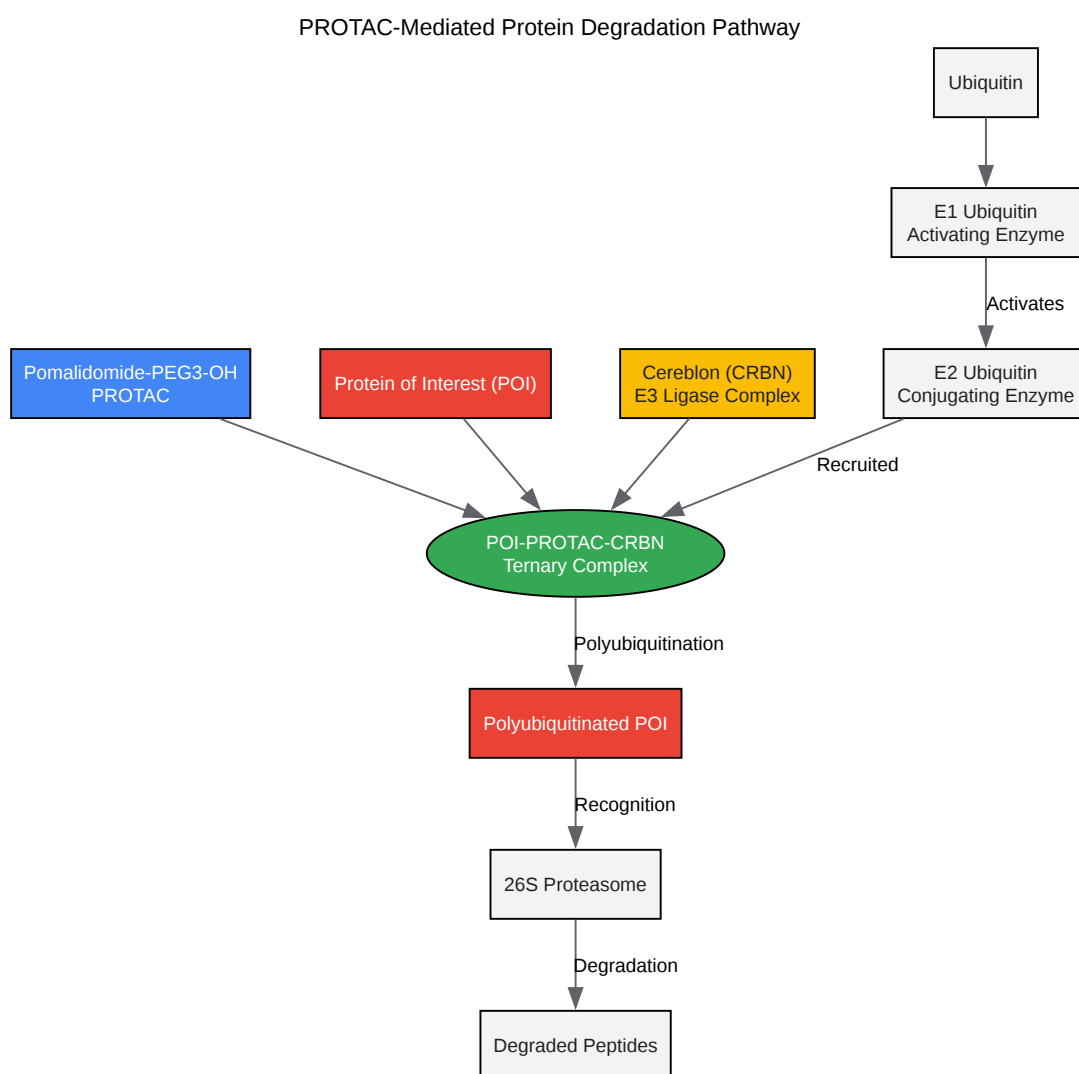 PROTAC-Mediated Protein Degradation Pathway
Ubiquitin
E1 Ubiquitin
Activating Enzyme
Activates
Pomalidomide-PEG3-OH
PROTAC
Protein of Interest (POI)
Cereblon (CRBN)
E3 Ligase Complex
E2 Ubiquitin
Conjugating Enzyme
Recruited
POI-PROTAC-CRBN
Ternary Complex
Polyubiquitination
Polyubiquitinated POI
Recognition
26S Proteasome
Degradation
Degraded Peptides